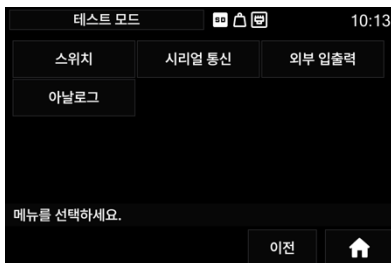 테스트 모드 10:13
스위치 시리얼 통신 외부 입출력
아날로그
메뉴를 선택하세요.
이전